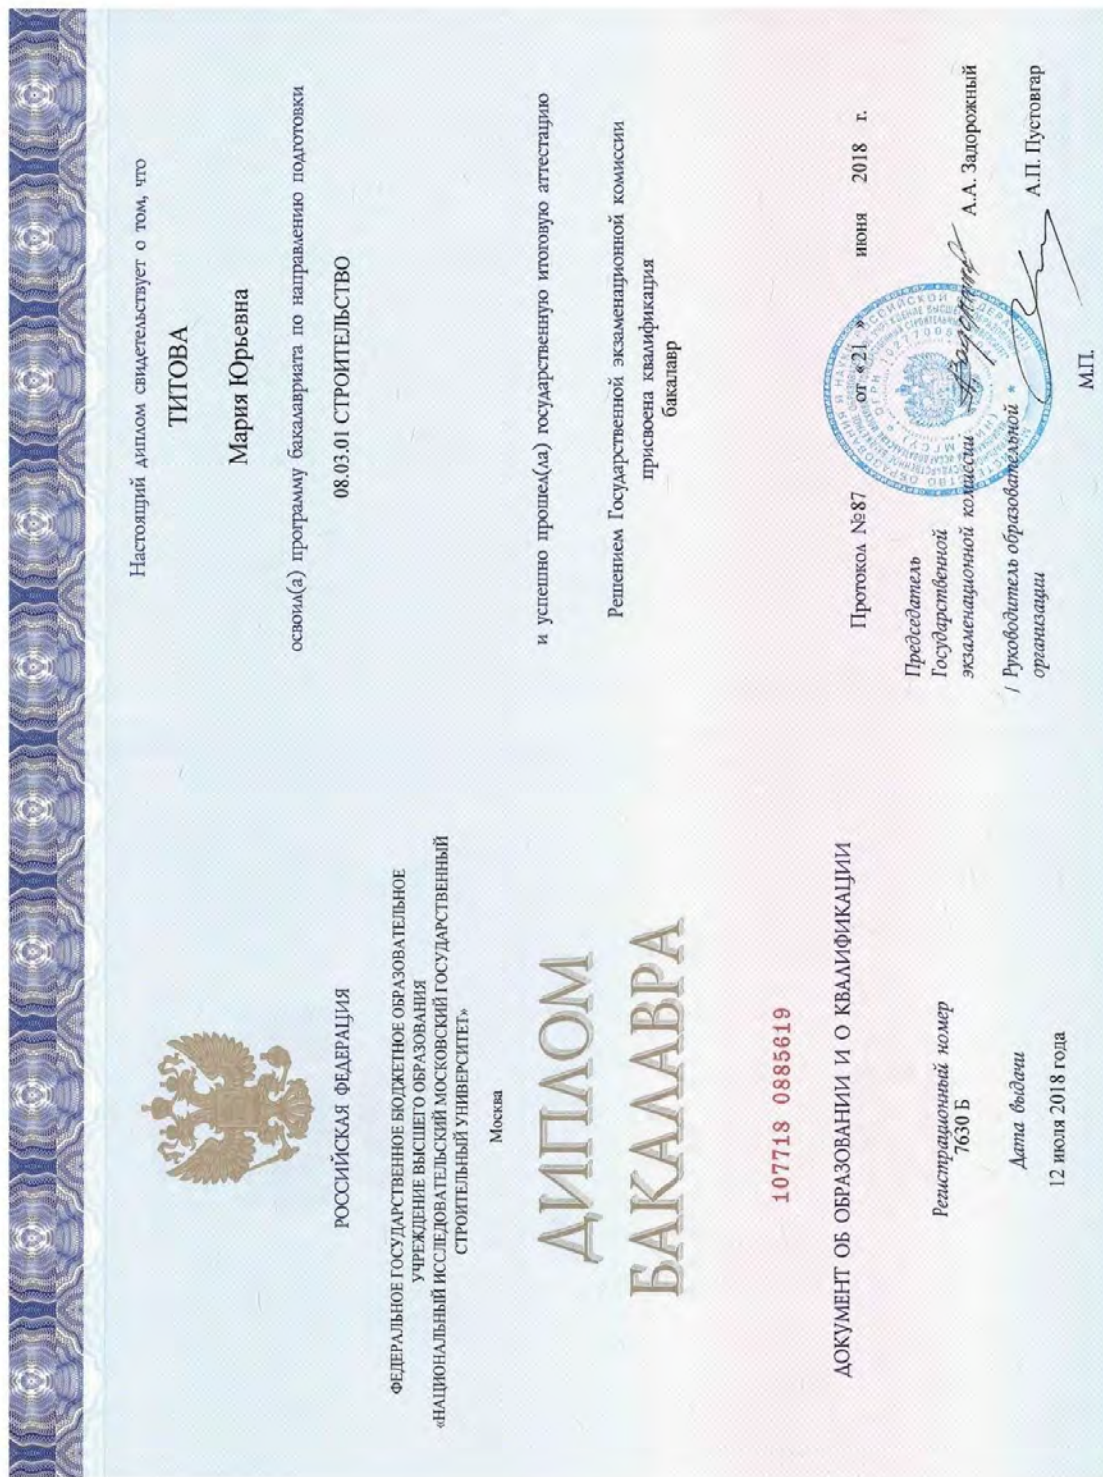 РОССИЙСКАЯ ФЕДЕРАЦИЯ
ФЕДЕРАЛЬНОЕ ГОСУДАРСТВЕННОЕ БЮДЖЕТНОЕ ОБРАЗОВАТЕЛЬНОЕ
УЧРЕЖДЕНИЕ ВЫСШЕГО ОБРАЗОВАНИЯ
«НАЦИОНАЛЬНЫЙ ИССЛЕДОВАТЕЛЬСКИЙ МОСКОВСКИЙ ГОСУДАРСТВЕННЫЙ
СТРОИТЕЛЬНЫЙ УНИВЕРСИТЕТ»
Москва
ДИПЛОМ
БАКАЛАВРА
107718 0885619
ДОКУМЕНТ ОБ ОБРАЗОВАНИИ И О КВАЛИФИКАЦИИ
Регистрационный номер
7630 Б
Дата выдачи
12 июля 2018 года
Настоящий диплом свидетельствует о том, что
ТИТОВА
Мария Юрьевна
освоил(а) программу бакалавриата по направлению подготовки
08.03.01 СТРОИТЕЛЬСТВО
и успешно прошел(ла) государственную итоговую аттестацию
Решением Государственной экзаменационной комиссии
присвоена квалификация
бакалавр
Протокол №87 от «21 » июня 2018 г.
Председатель
Государственной
экзаменационной комиссии А.А. Задорожный
/ Руководитель образовательной А.П. Пустовгар
организации
М.П.